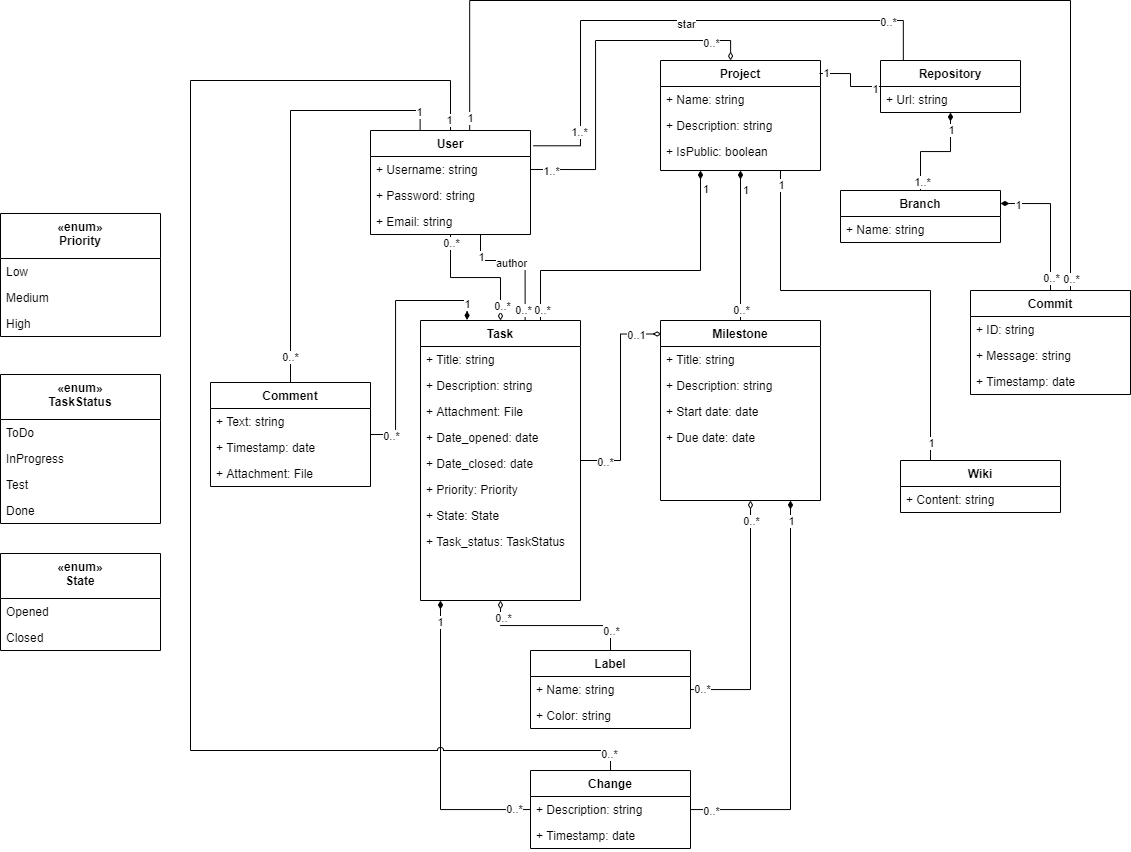 star
0..*
0..*
Project
+ Name: string
+ Description: string
+ IsPublic: boolean
1
1
Repository
+ Url: string
1
1
1
1
1..*
1..*
User
+ Username: string
+ Password: string
+ Email: string
1
1..*
Branch
+ Name: string
1
1
1
1
«enum»
Priority
Low
Medium
High
0..*
1
author
0..*
0..*
Commit
+ ID: string
+ Message: string
+ Timestamp: date
1
0..*
0..*
0..*
0..*
Task
+ Title: string
+ Description: string
+ Attachment: File
+ Date_opened: date
+ Date_closed: date
+ Priority: Priority
+ State: State
+ Task_status: TaskStatus
0..1
Milestone
+ Title: string
+ Description: string
+ Start date: date
+ Due date: date
0..*
Comment
+ Text: string
+ Timestamp: date
+ Attachment: File
0..*
0..*
«enum»
TaskStatus
ToDo
InProgress
Test
Done
1
Wiki
+ Content: string
0..*
1
«enum»
State
Opened
Closed
1
0..*
0..*
Label
+ Name: string
+ Color: string
0..*
0..*
Change
+ Description: string
+ Timestamp: date
0..*
0..*